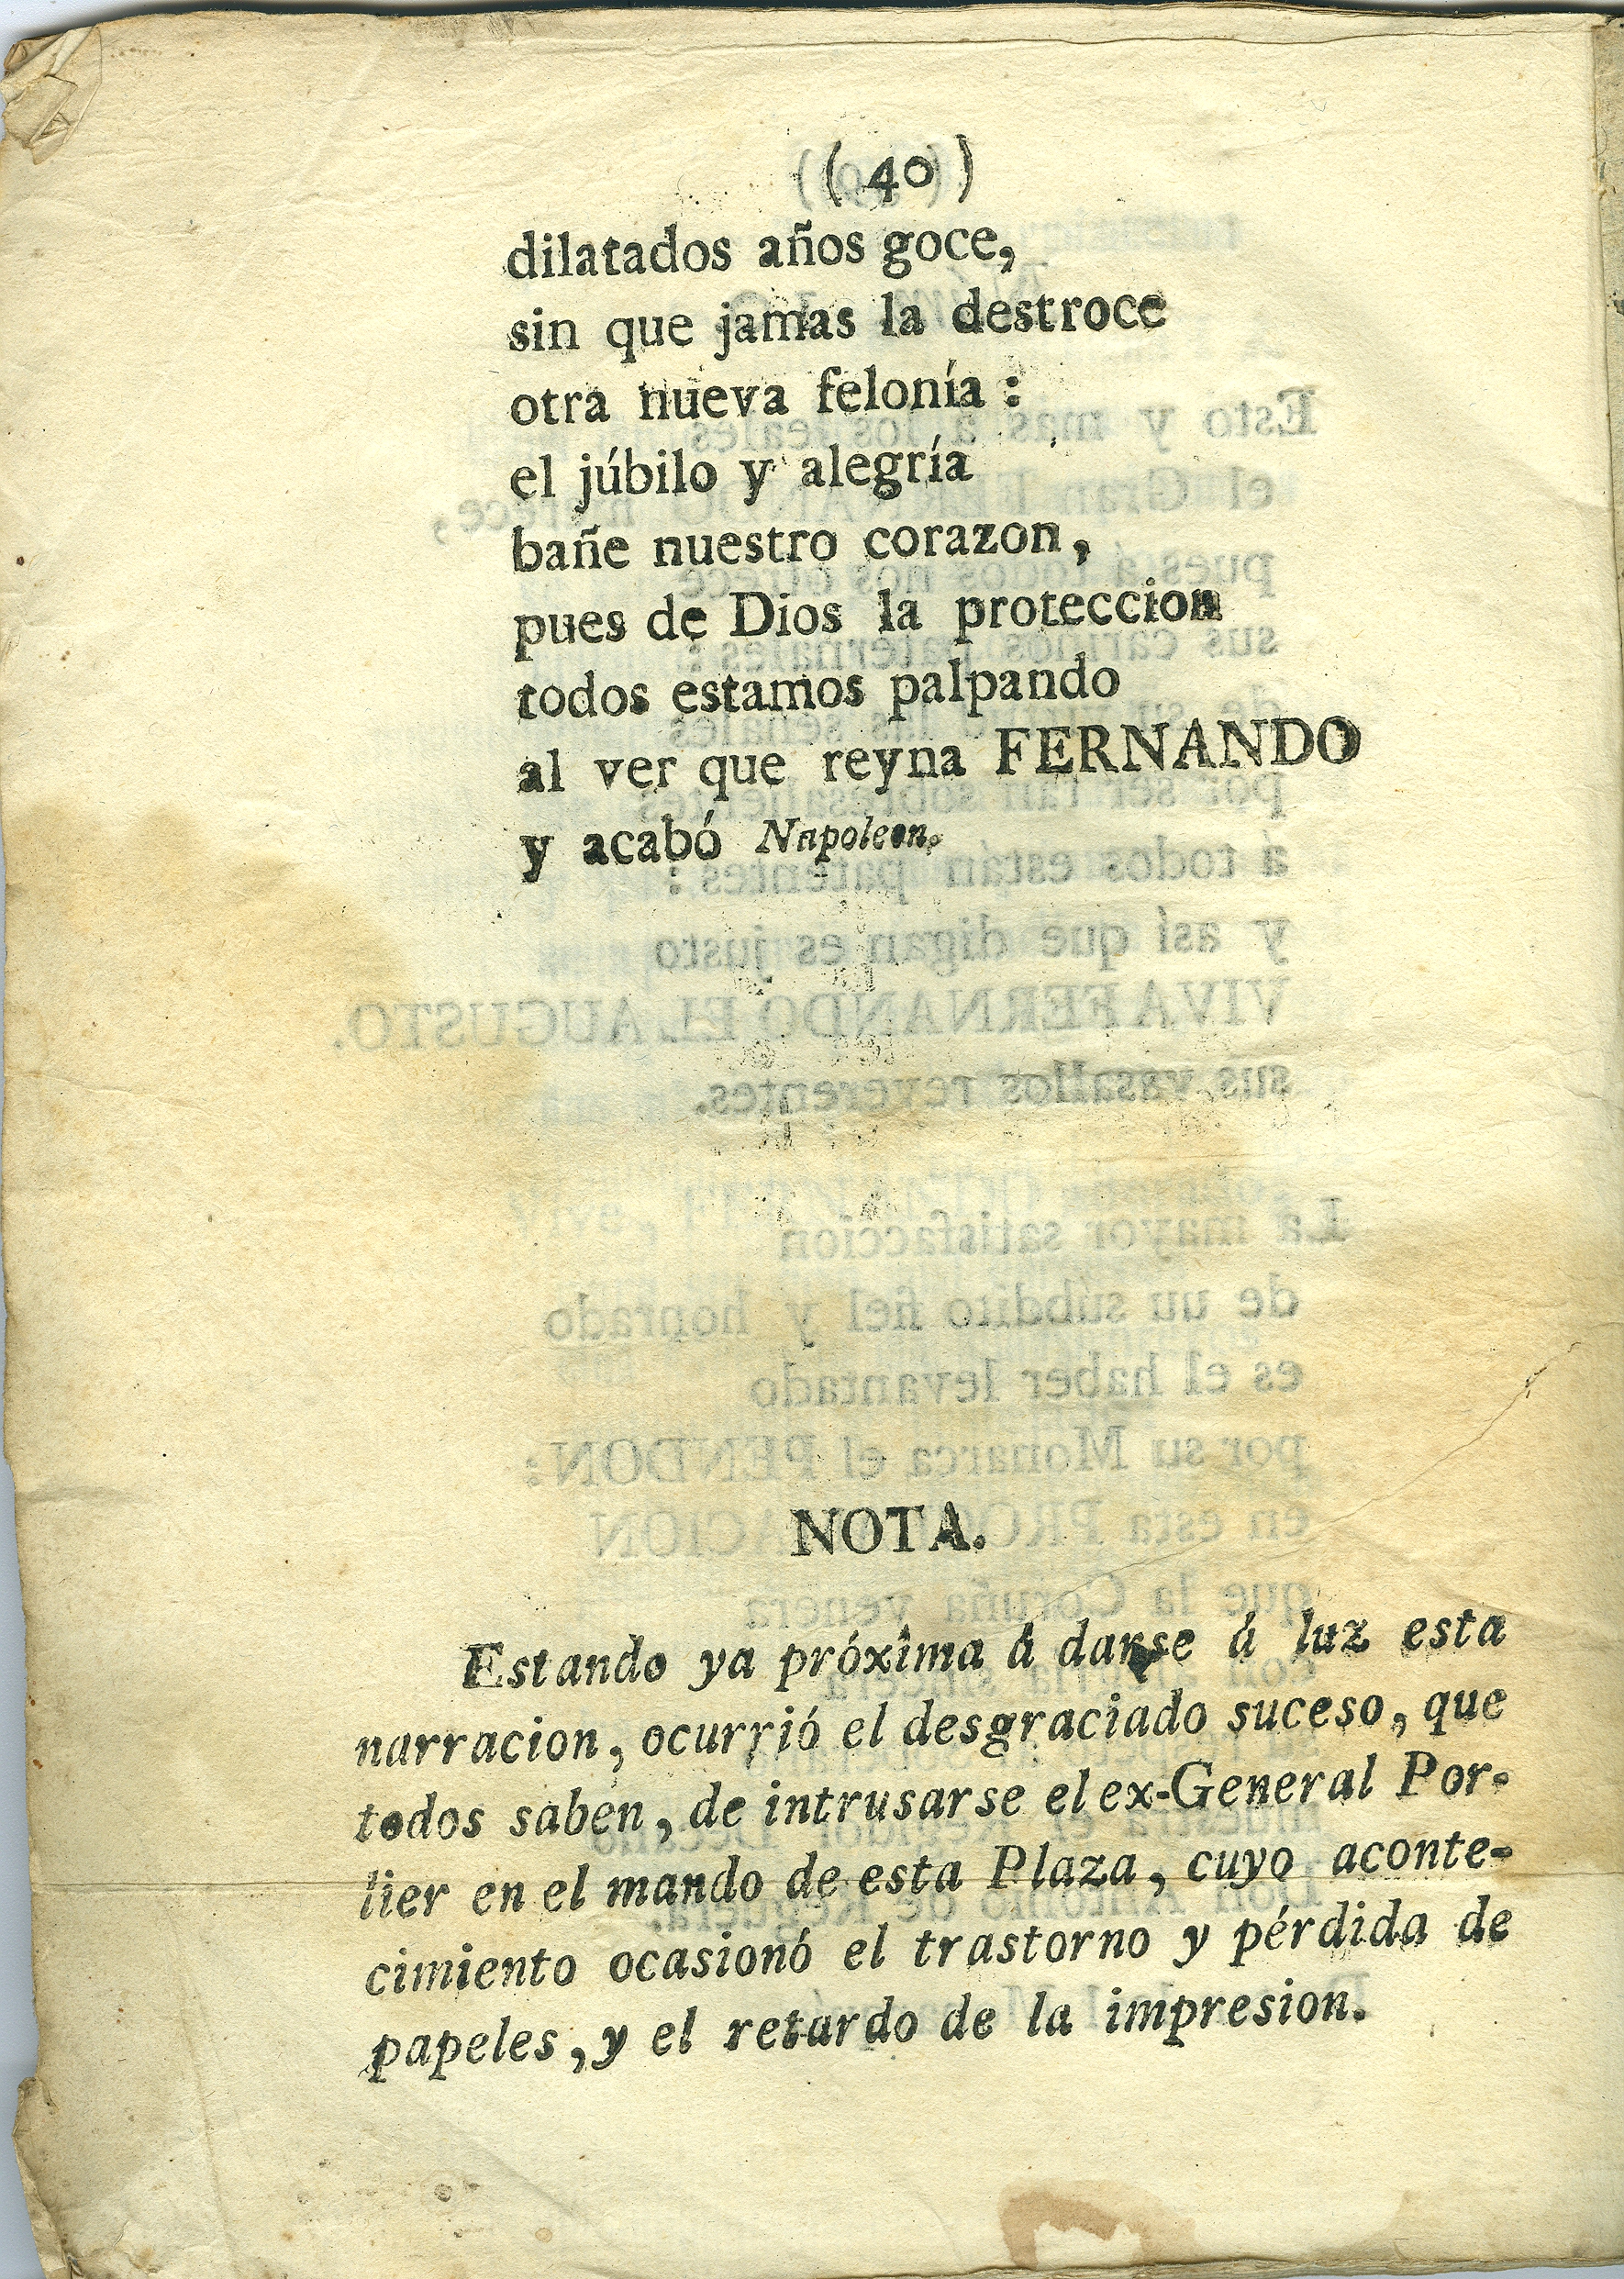 ( 40 )
dilatados años goce,
sin que jamas la destroce
otra nueva felonía :
el júbilo y alegría
bañe nuestro corazon,
pues de Dios la proteccion
todos estamos palpando
al ver que reyna FERNANDO
y acabó Napoleon.
NOTA.
Estando ya próxîma á darse á luz esta
narracion, ocurrió el desgraciado suceso, que
todos saben, de intrusarse el ex-General Por-
lier en el mando de esta Plaza, cuyo aconte-
cimiento ocasionó el trastorno y pérdida de
papeles, y el retardo de la impresion.